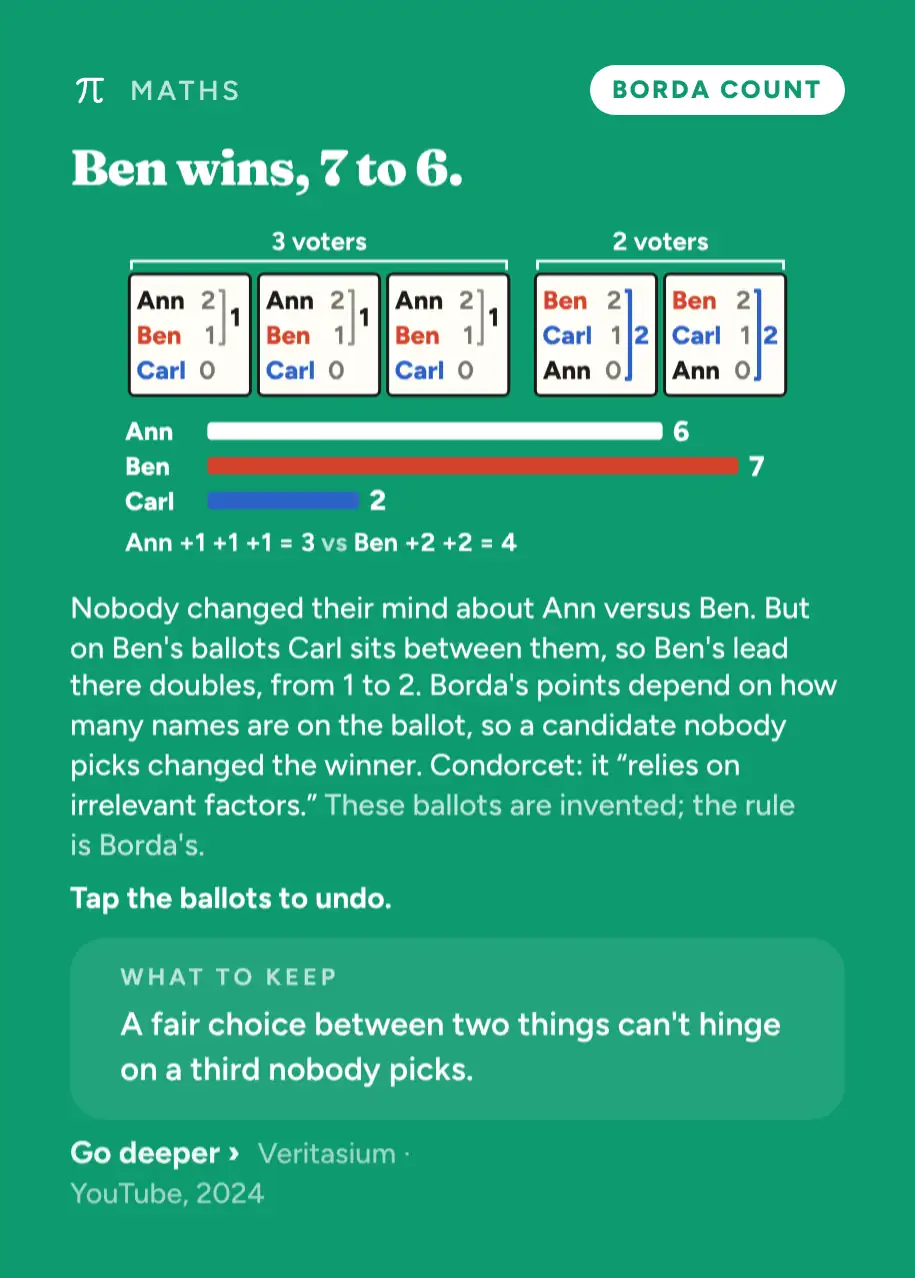 π MATHS
BORDA COUNT
Ben wins, 7 to 6.
3 voters
2 voters
Ann 2
Ben 1
Carl 0
1
Ann 2
Ben 1
Carl 0
1
Ann 2
Ben 1
Carl 0
1
Ben 2
Carl 1
Ann 0
2
Ben 2
Carl 1
Ann 0
2
Ann 6
Ben 7
Carl 2
Ann +1 +1 +1 = 3 vs Ben +2 +2 = 4
Nobody changed their mind about Ann versus Ben. But
on Ben's ballots Carl sits between them, so Ben's lead
there doubles, from 1 to 2. Borda's points depend on how
many names are on the ballot, so a candidate nobody
picks changed the winner. Condorcet: it “relies on
irrelevant factors.” These ballots are invented; the rule
is Borda's.
Tap the ballots to undo.
WHAT TO KEEP
A fair choice between two things can't hinge
on a third nobody picks.
Go deeper › Veritasium ·
YouTube, 2024